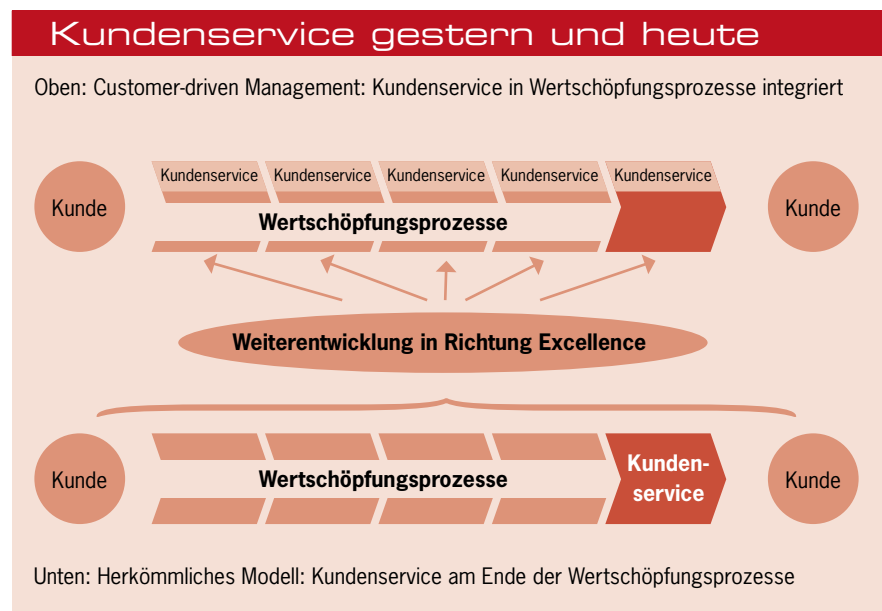 Kundenservice gestern und heute
Oben: Customer-driven Management: Kundenservice in Wertschöpfungsprozesse integriert
Kunde
Kundenservice Kundenservice Kundenservice Kundenservice Kundenservice
Wertschöpfungsprozesse
Kunde
Weiterentwicklung in Richtung Excellence
Kunde
Wertschöpfungsprozesse
Kunden-
service
Kunde
Unten: Herkömmliches Modell: Kundenservice am Ende der Wertschöpfungsprozesse